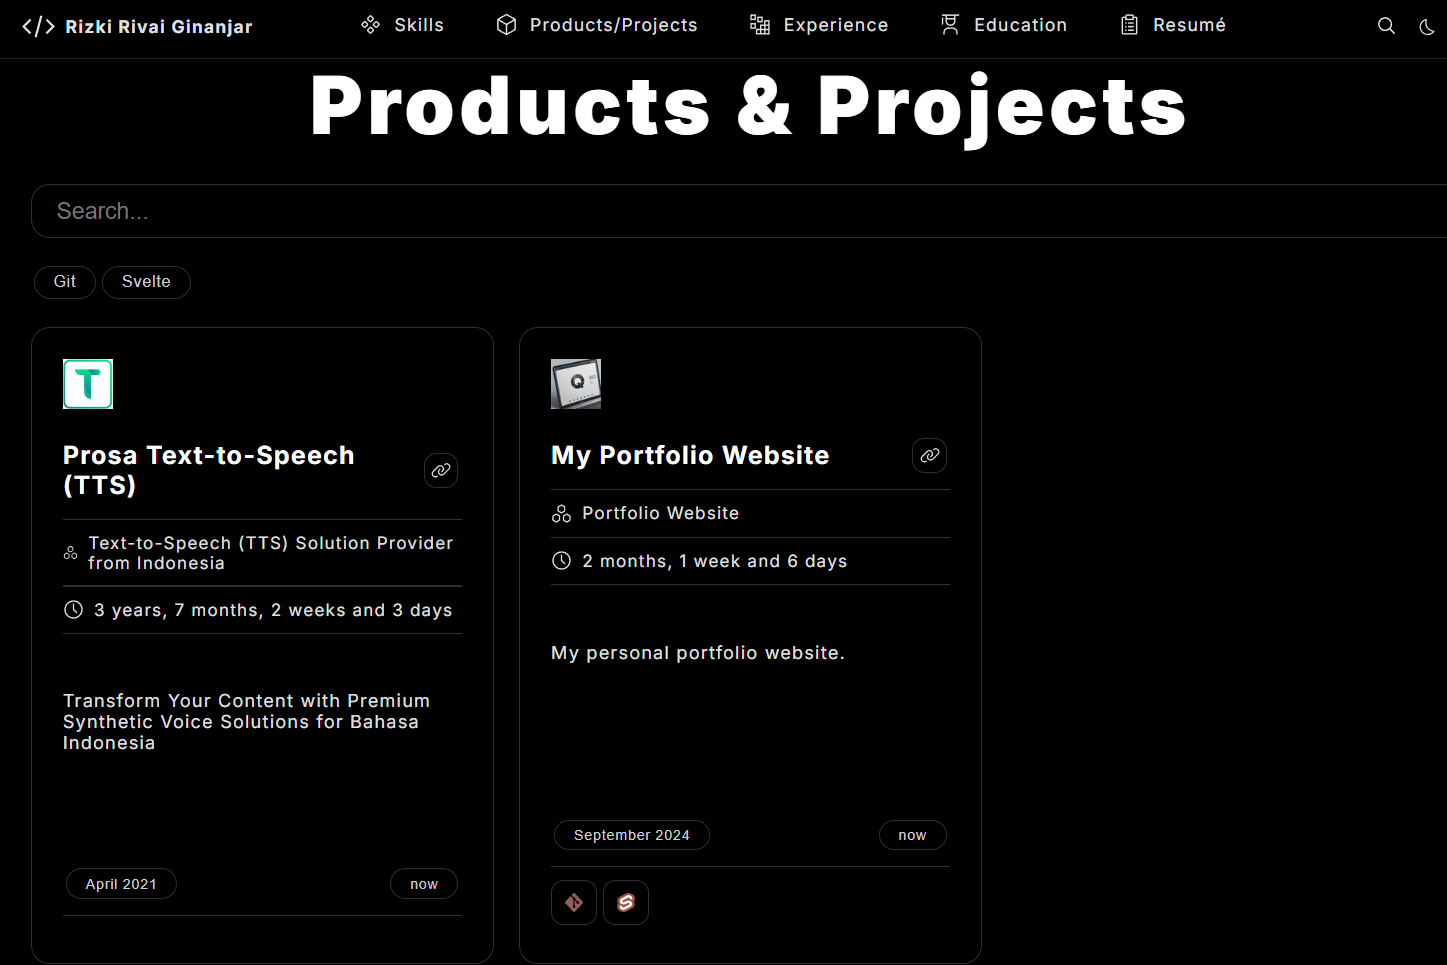 Rizki Rivai Ginanjar
Skills
Products/Projects
Experience
Education
Resumé
Products & Projects
Search...
Git
Svelte
T
Prosa Text-to-Speech
(TTS)
Text-to-Speech (TTS) Solution Provider
from Indonesia
3 years, 7 months, 2 weeks and 3 days
Transform Your Content with Premium
Synthetic Voice Solutions for Bahasa
Indonesia
April 2021
now
My Portfolio Website
Portfolio Website
2 months, 1 week and 6 days
My personal portfolio website.
September 2024
now